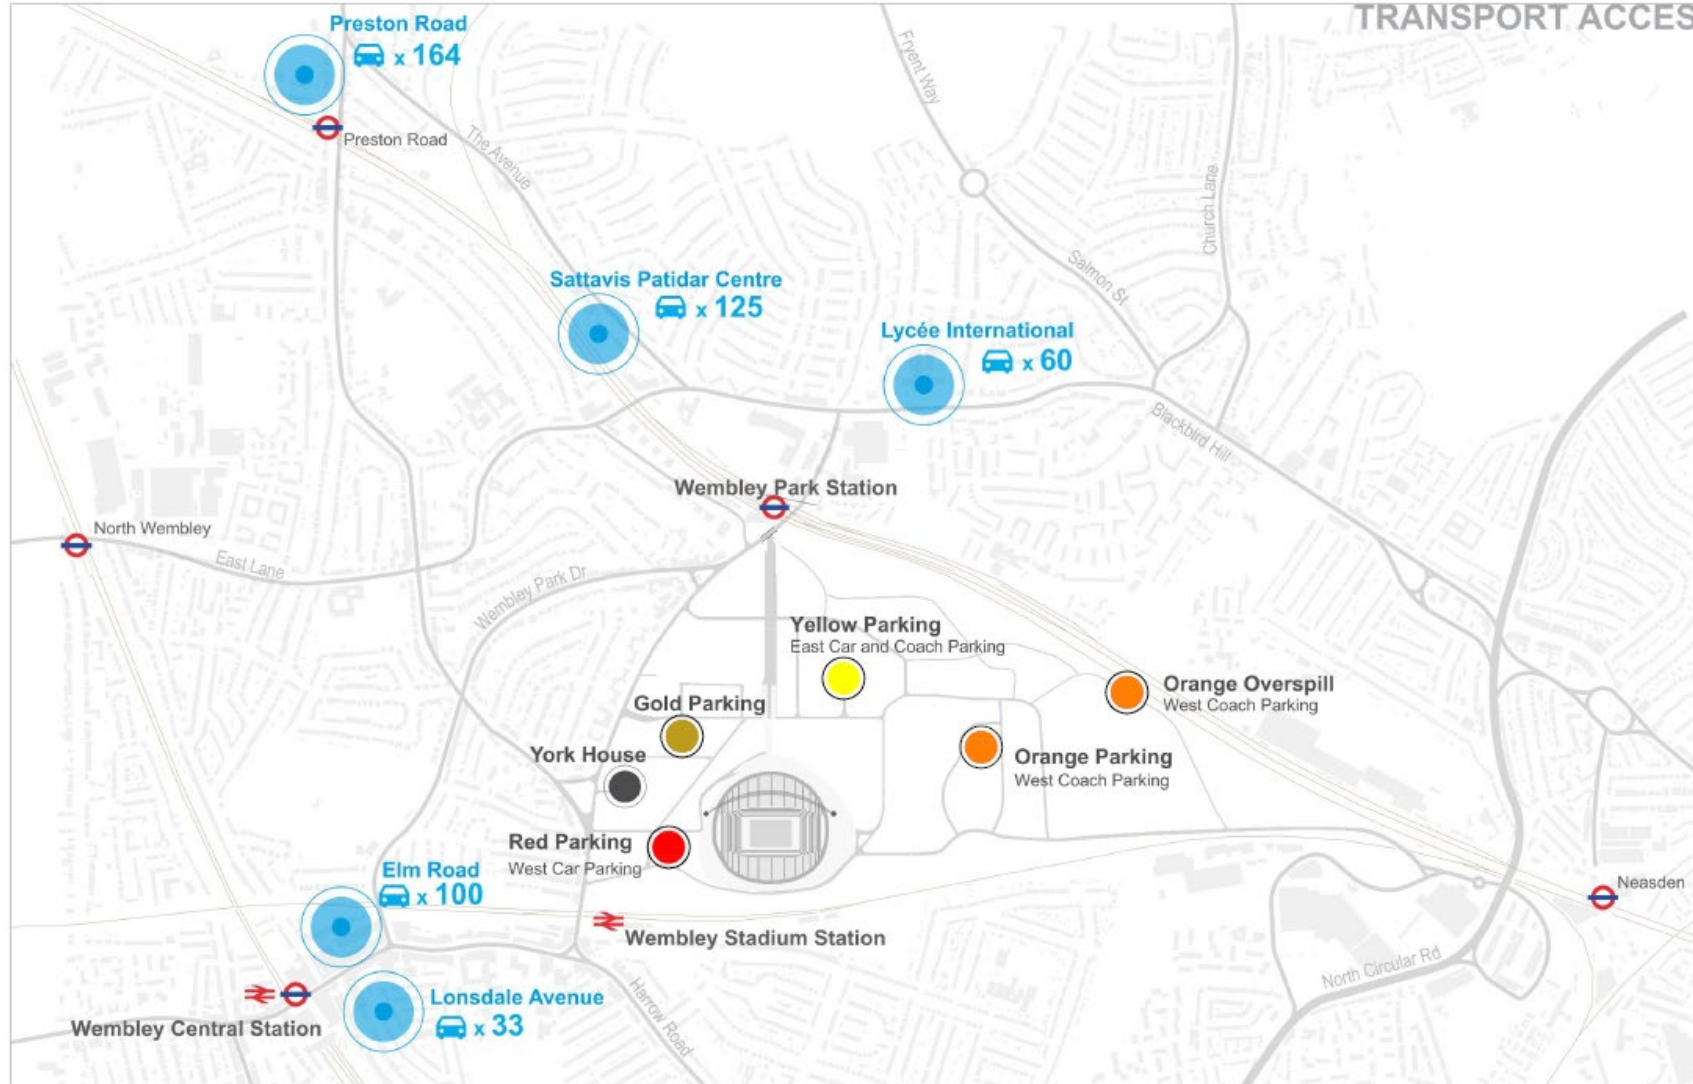 TRANSPORT ACCES
Preston Road
x 164
Preston Road
Fryent Way
The Avenue
Church Lane
Salmon St
Sattavis Patidar Centre
x 125
Lycée International
x 60
Blackbird Hill
Wembley Park Station
North Wembley
East Lane
Wembley Park Dr
Yellow Parking
East Car and Coach Parking
Orange Overspill
West Coach Parking
Gold Parking
York House
Orange Parking
West Coach Parking
Red Parking
West Car Parking
Elm Road
x 100
Neasden
Wembley Stadium Station
North Circular Rd
Harrow Road
Lonsdale Avenue
x 33
Wembley Central Station